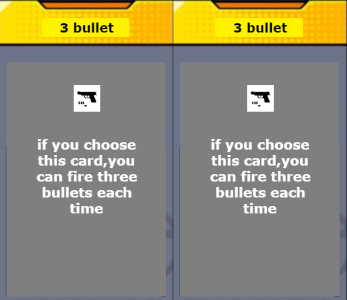 3 bullet
if you choose
this card,you
can fire three
bullets each
time
3 bullet
if you choose
this card,you
can fire three
bullets each
time